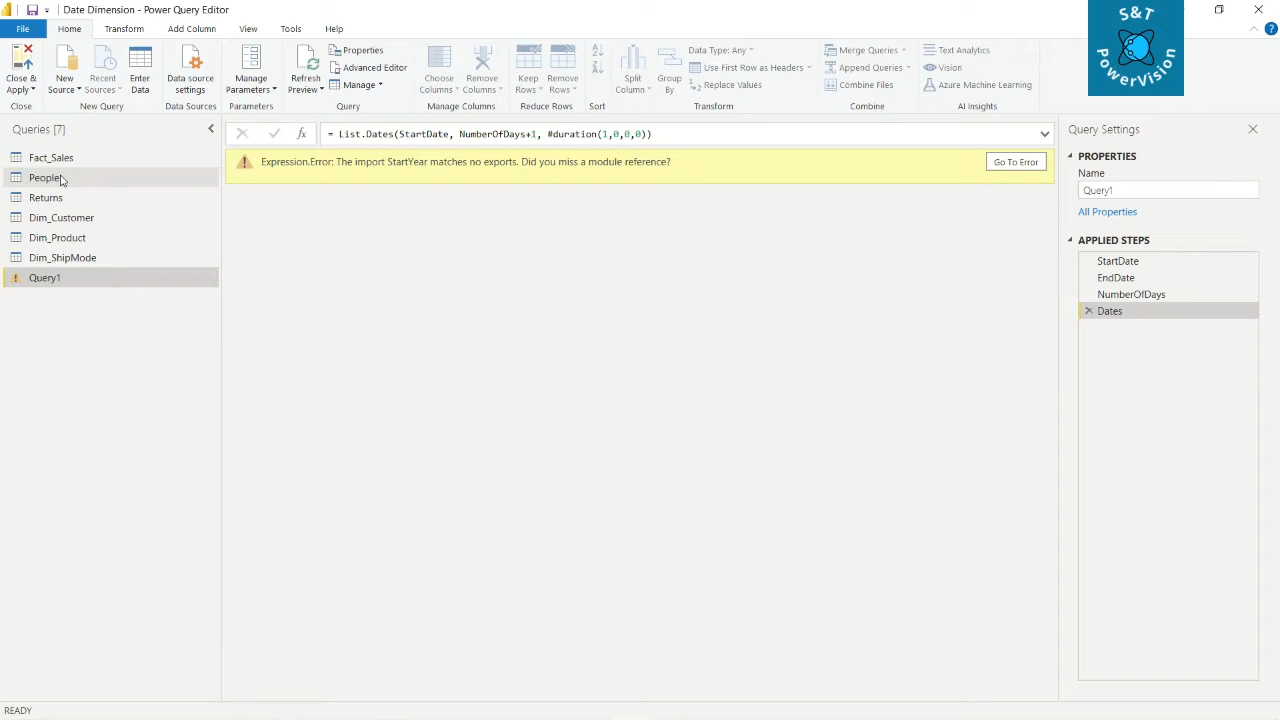 Date Dimension - Power Query Editor
S&T PowerVision
File Home Transform Add Column View Tools Help
Close & Apply
New Source
Recent Sources
Enter Data
Data source settings
Manage Parameters
Refresh Preview
Properties
Advanced Editor
Manage
Choose Columns
Remove Columns
Keep Rows
Remove Rows
Split Column
Group By
Data Type: Any
Use First Row as Headers
Replace Values
Merge Queries
Append Queries
Combine Files
Text Analytics
Vision
Azure Machine Learning
Close New Query Data Sources Parameters Query Manage Columns Reduce Rows Sort Transform Combine AI Insights
Queries [7]
Fact_Sales
People
Returns
Dim_Customer
Dim_Product
Dim_ShipMode
Query1
fx = List.Dates(StartDate, NumberOfDays+1, #duration(1,0,0,0))
Expression.Error: The import StartYear matches no exports. Did you miss a module reference?
Go To Error
Query Settings
PROPERTIES
Name
Query1
All Properties
APPLIED STEPS
StartDate
EndDate
NumberOfDays
Dates
READY